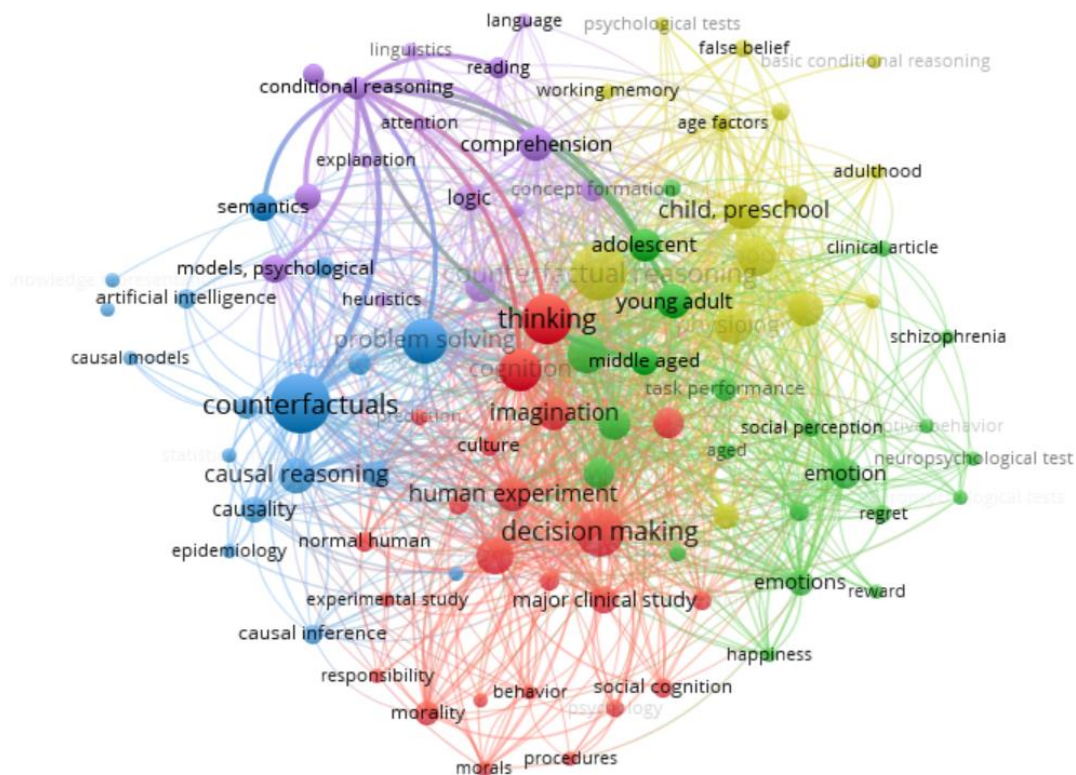 language
psychological tests
linguistics
false belief
basic conditional reasoning
reading
conditional reasoning
working memory
attention
age factors
comprehension
explanation
adulthood
concept formation
logic
semantics
child, preschool
adolescent
clinical article
models, psychological
counterfactual reasoning
artificial intelligence
heuristics
young adult
thinking
problem solving
schizophrenia
causal models
middle aged
cognition
task performance
counterfactuals
imagination
prediction
social perception
culture
aged
neuropsychological test
causal reasoning
emotion
human experiment
causality
regret
decision making
normal human
epidemiology
emotions
reward
experimental study
major clinical study
causal inference
happiness
responsibility
behavior
social cognition
morality
psychology
procedures
morals